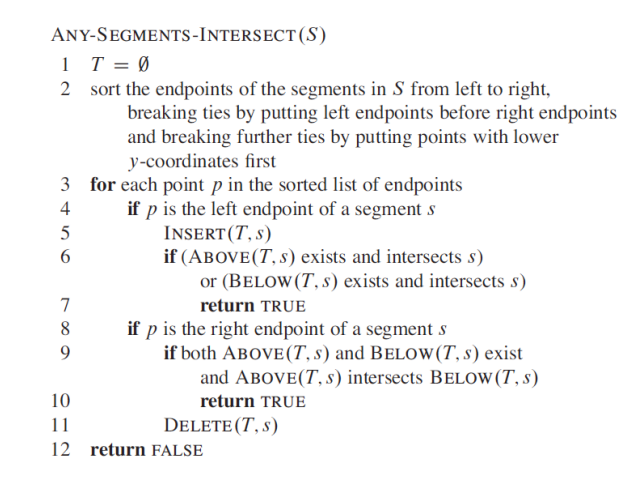 ANY-SEGMENTS-INTERSECT(S)
1 T = ∅
2 sort the endpoints of the segments in S from left to right,
breaking ties by putting left endpoints before right endpoints
and breaking further ties by putting points with lower
y-coordinates first
3 for each point p in the sorted list of endpoints
4 if p is the left endpoint of a segment s
5 INSERT(T, s)
6 if (ABOVE(T, s) exists and intersects s)
or (BELOW(T, s) exists and intersects s)
7 return TRUE
8 if p is the right endpoint of a segment s
9 if both ABOVE(T, s) and BELOW(T, s) exist
and ABOVE(T, s) intersects BELOW(T, s)
10 return TRUE
11 DELETE(T, s)
12 return FALSE